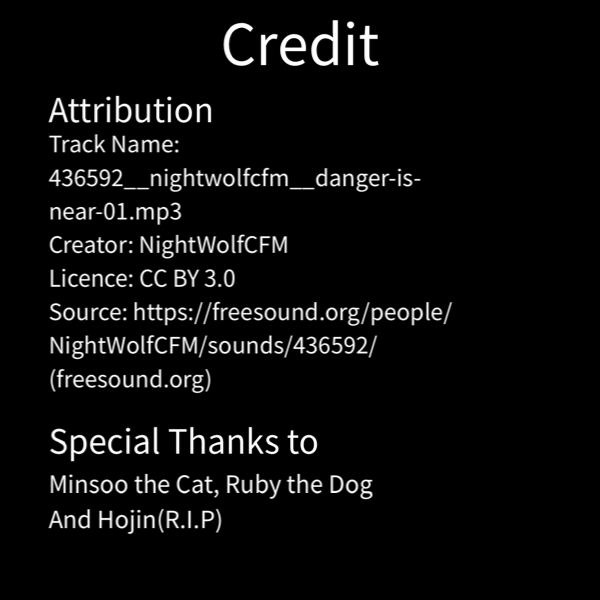 Credit
Attribution
Track Name:
436592__nightwolfcfm__danger-is-
near-01.mp3
Creator: NightWolfCFM
Licence: CC BY 3.0
Source: https://freesound.org/people/
NightWolfCFM/sounds/436592/
(freesound.org)
Special Thanks to
Minsoo the Cat, Ruby the Dog
And Hojin(R.I.P)